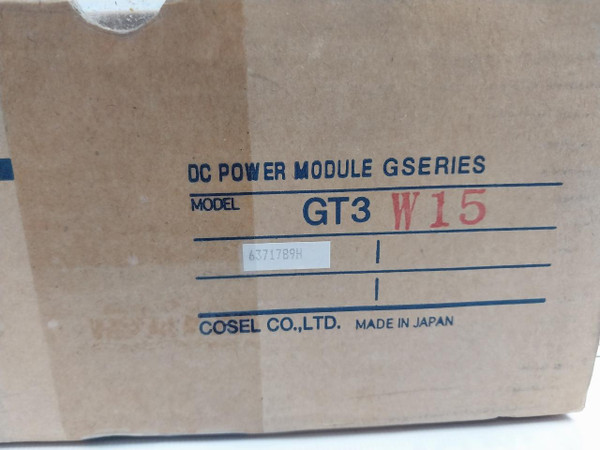 DC POWER MODULE GSERIES
MODEL GT3 W15
6371789H
COSEL CO.,LTD. MADE IN JAPAN